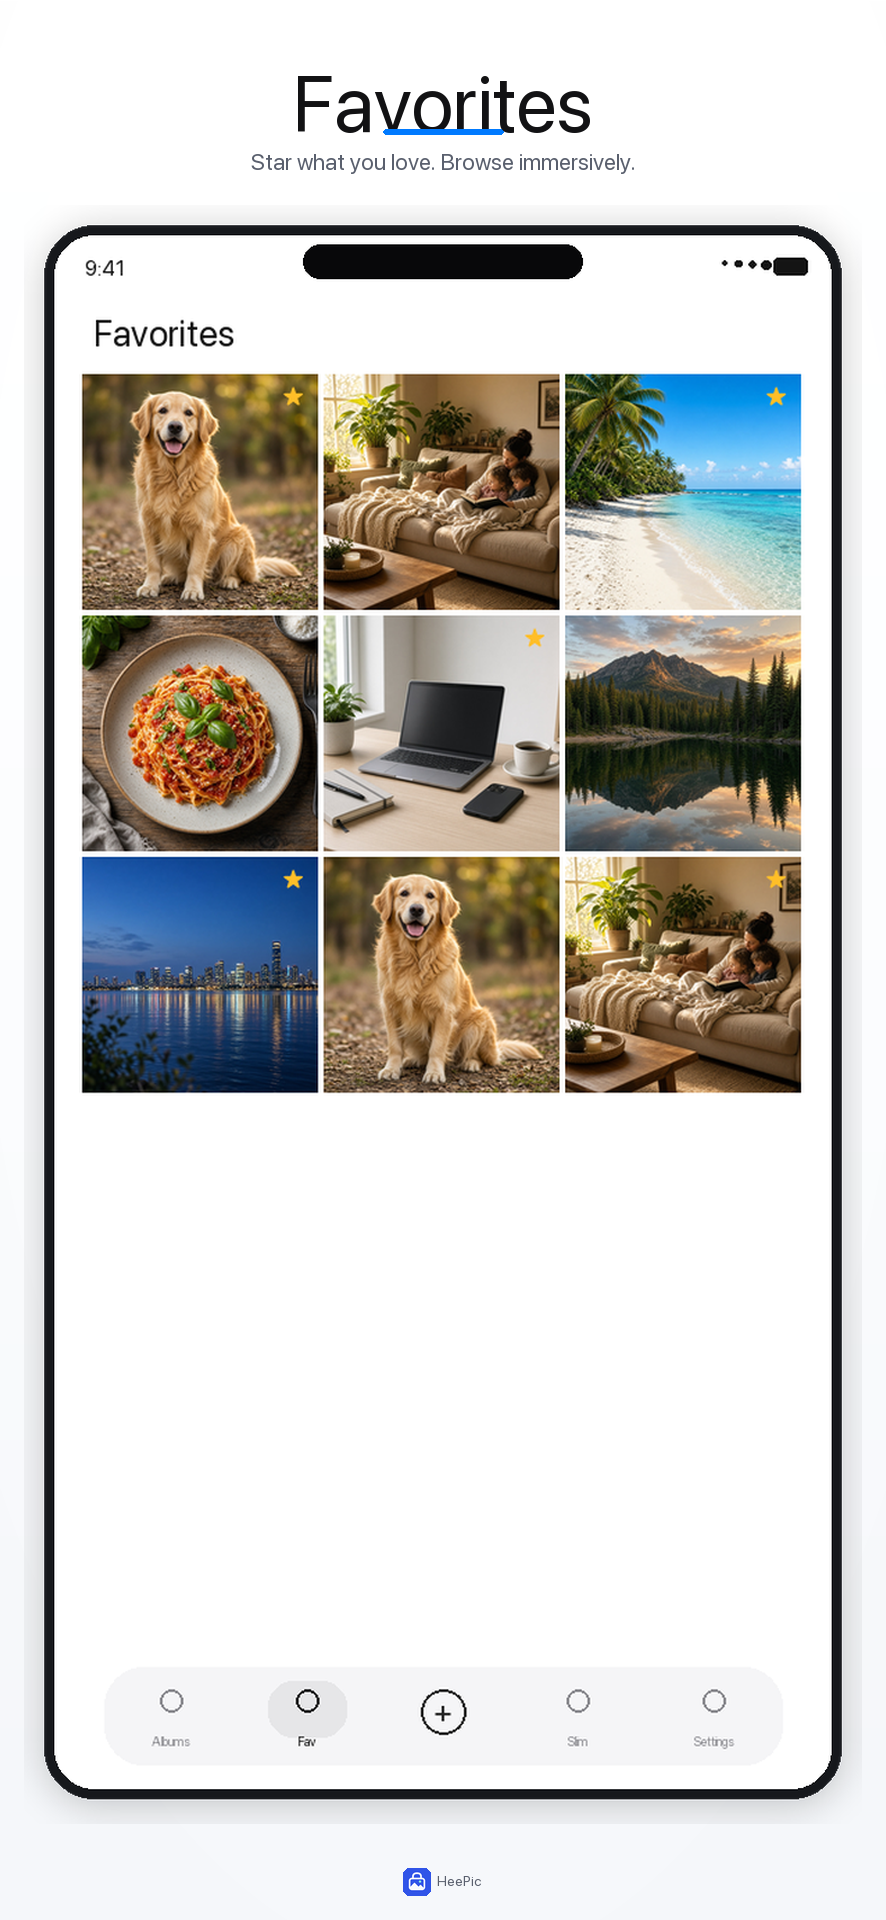 Favorites
Star what you love. Browse immersively.
9:41
Favorites
Albums
Fav
Slim
Settings
HeePic